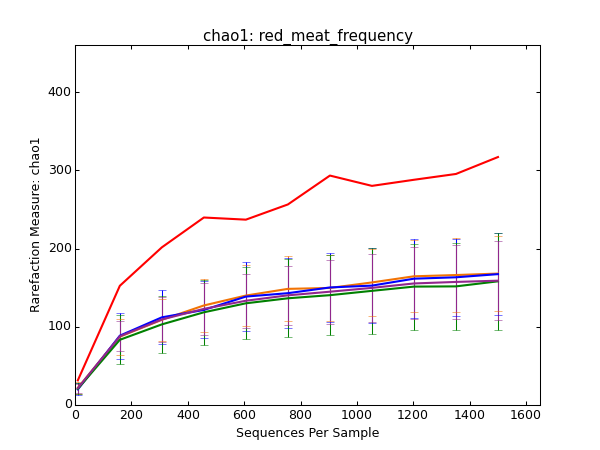 chao1: red_meat_frequency
Rarefaction Measure: chao1
400
300
200
100
0
0 200 400 600 800 1000 1200 1400 1600
Sequences Per Sample